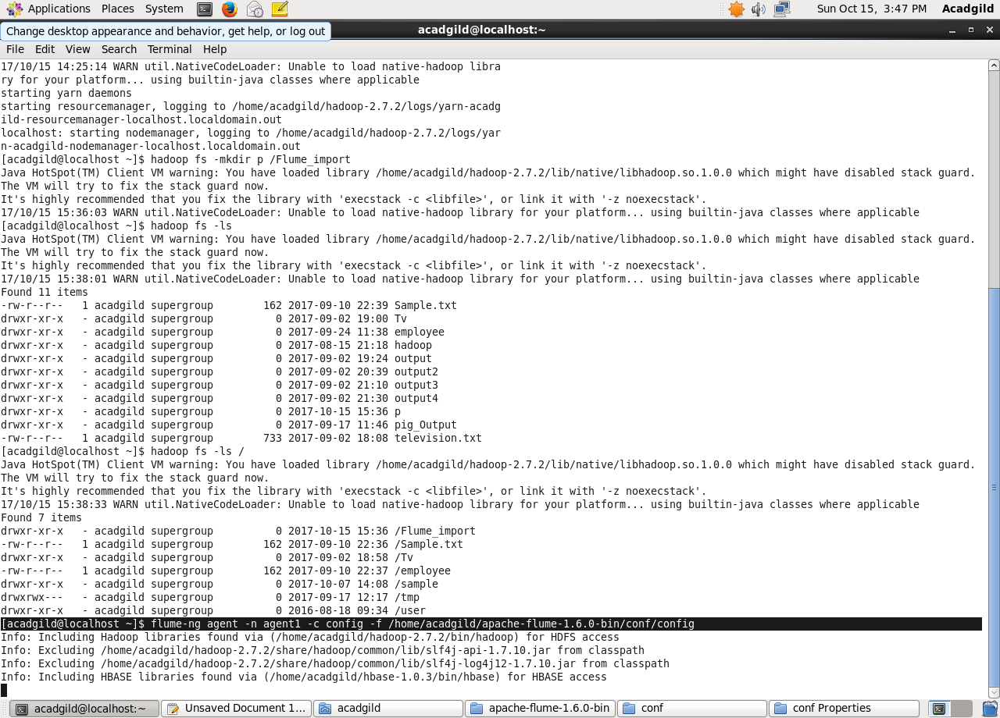 Applications Places System Sun Oct 15, 3:47 PM Acadgild
Change desktop appearance and behavior, get help, or log out
acadgild@localhost:~
File Edit View Search Terminal Help
17/10/15 14:25:14 WARN util.NativeCodeLoader: Unable to load native-hadoop libra
ry for your platform... using builtin-java classes where applicable
starting yarn daemons
starting resourcemanager, logging to /home/acadgild/hadoop-2.7.2/logs/yarn-acadg
ild-resourcemanager-localhost.localdomain.out
localhost: starting nodemanager, logging to /home/acadgild/hadoop-2.7.2/logs/yar
n-acadgild-nodemanager-localhost.localdomain.out
[acadgild@localhost ~]$ hadoop fs -mkdir p /Flume_import
Java HotSpot(TM) Client VM warning: You have loaded library /home/acadgild/hadoop-2.7.2/lib/native/libhadoop.so.1.0.0 which might have disabled stack guard.
The VM will try to fix the stack guard now.
It's highly recommended that you fix the library with 'execstack -c <libfile>', or link it with '-z noexecstack'.
17/10/15 15:36:03 WARN util.NativeCodeLoader: Unable to load native-hadoop library for your platform... using builtin-java classes where applicable
[acadgild@localhost ~]$ hadoop fs -ls
Java HotSpot(TM) Client VM warning: You have loaded library /home/acadgild/hadoop-2.7.2/lib/native/libhadoop.so.1.0.0 which might have disabled stack guard.
The VM will try to fix the stack guard now.
It's highly recommended that you fix the library with 'execstack -c <libfile>', or link it with '-z noexecstack'.
17/10/15 15:38:01 WARN util.NativeCodeLoader: Unable to load native-hadoop library for your platform... using builtin-java classes where applicable
Found 11 items
-rw-r--r-- 1 acadgild supergroup 162 2017-09-10 22:39 Sample.txt
drwxr-xr-x - acadgild supergroup 0 2017-09-02 19:00 Tv
drwxr-xr-x - acadgild supergroup 0 2017-09-24 11:38 employee
drwxr-xr-x - acadgild supergroup 0 2017-08-15 21:18 hadoop
drwxr-xr-x - acadgild supergroup 0 2017-09-02 19:24 output
drwxr-xr-x - acadgild supergroup 0 2017-09-02 20:39 output2
drwxr-xr-x - acadgild supergroup 0 2017-09-02 21:10 output3
drwxr-xr-x - acadgild supergroup 0 2017-09-02 21:30 output4
drwxr-xr-x - acadgild supergroup 0 2017-10-15 15:36 p
drwxr-xr-x - acadgild supergroup 0 2017-09-17 11:46 pig_Output
-rw-r--r-- 1 acadgild supergroup 733 2017-09-02 18:08 television.txt
[acadgild@localhost ~]$ hadoop fs -ls /
Java HotSpot(TM) Client VM warning: You have loaded library /home/acadgild/hadoop-2.7.2/lib/native/libhadoop.so.1.0.0 which might have disabled stack guard.
The VM will try to fix the stack guard now.
It's highly recommended that you fix the library with 'execstack -c <libfile>', or link it with '-z noexecstack'.
17/10/15 15:38:33 WARN util.NativeCodeLoader: Unable to load native-hadoop library for your platform... using builtin-java classes where applicable
Found 7 items
drwxr-xr-x - acadgild supergroup 0 2017-10-15 15:36 /Flume_import
-rw-r--r-- 1 acadgild supergroup 162 2017-09-10 22:36 /Sample.txt
drwxr-xr-x - acadgild supergroup 0 2017-09-02 18:58 /Tv
-rw-r--r-- 1 acadgild supergroup 162 2017-09-10 22:37 /employee
drwxr-xr-x - acadgild supergroup 0 2017-10-07 14:08 /sample
drwxrwx--- - acadgild supergroup 0 2017-09-17 12:17 /tmp
drwxr-xr-x - acadgild supergroup 0 2016-08-18 09:34 /user
[acadgild@localhost ~]$ flume-ng agent -n agent1 -c config -f /home/acadgild/apache-flume-1.6.0-bin/conf/config
Info: Including Hadoop libraries found via (/home/acadgild/hadoop-2.7.2/bin/hadoop) for HDFS access
Info: Excluding /home/acadgild/hadoop-2.7.2/share/hadoop/common/lib/slf4j-api-1.7.10.jar from classpath
Info: Excluding /home/acadgild/hadoop-2.7.2/share/hadoop/common/lib/slf4j-log4j12-1.7.10.jar from classpath
Info: Including HBASE libraries found via (/home/acadgild/hbase-1.0.3/bin/hbase) for HBASE access
acadgild@localhost:~ Unsaved Document 1... acadgild apache-flume-1.6.0-bin conf conf Properties